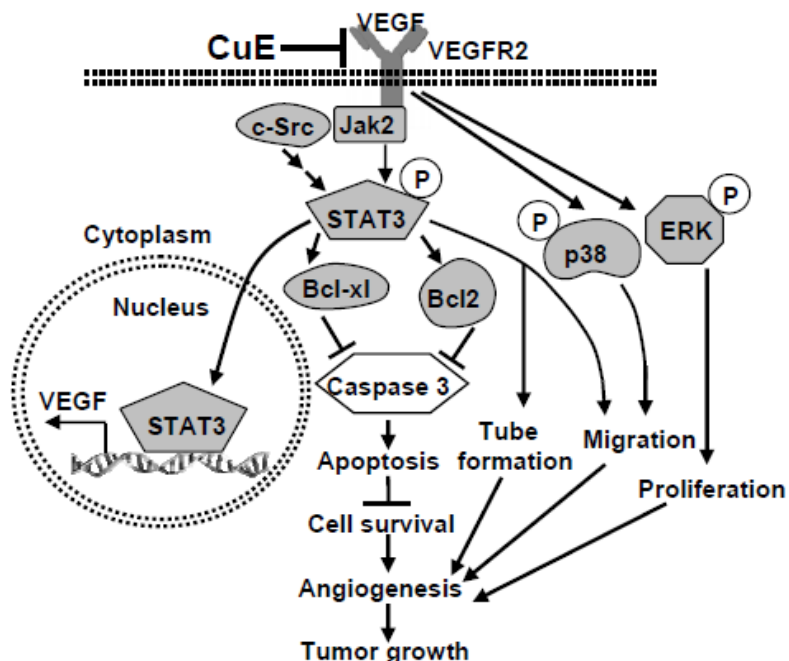 VEGF
CuE
VEGFR2
c-Src
Jak2
P
STAT3
P
P
ERK
p38
Cytoplasm
Nucleus
Bcl-xl
Bcl2
VEGF
STAT3
Caspase 3
Apoptosis
Tube
formation
Migration
Proliferation
Cell survival
Angiogenesis
Tumor growth